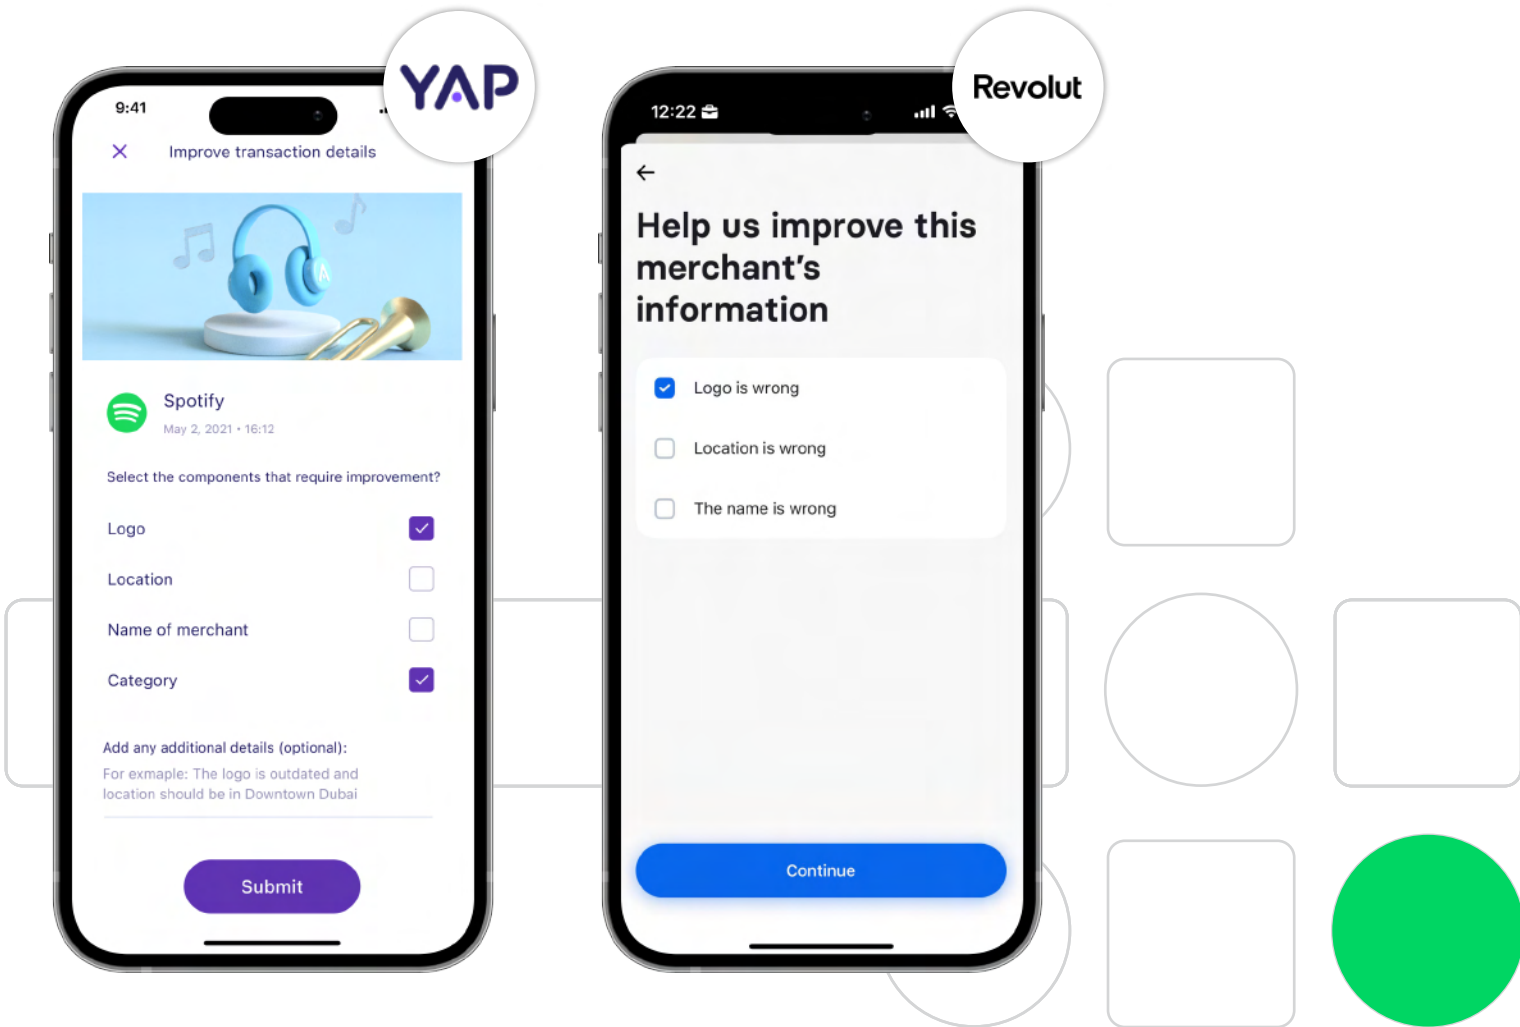 YAP
9:41
Improve transaction details
Spotify
May 2, 2021 • 16:12
Select the components that require improvement?
Logo
Location
Name of merchant
Category
Add any additional details (optional):
For exmaple: The logo is outdated and
location should be in Downtown Dubai
Submit
Revolut
12:22
Help us improve this
merchant's
information
Logo is wrong
Location is wrong
The name is wrong
Continue